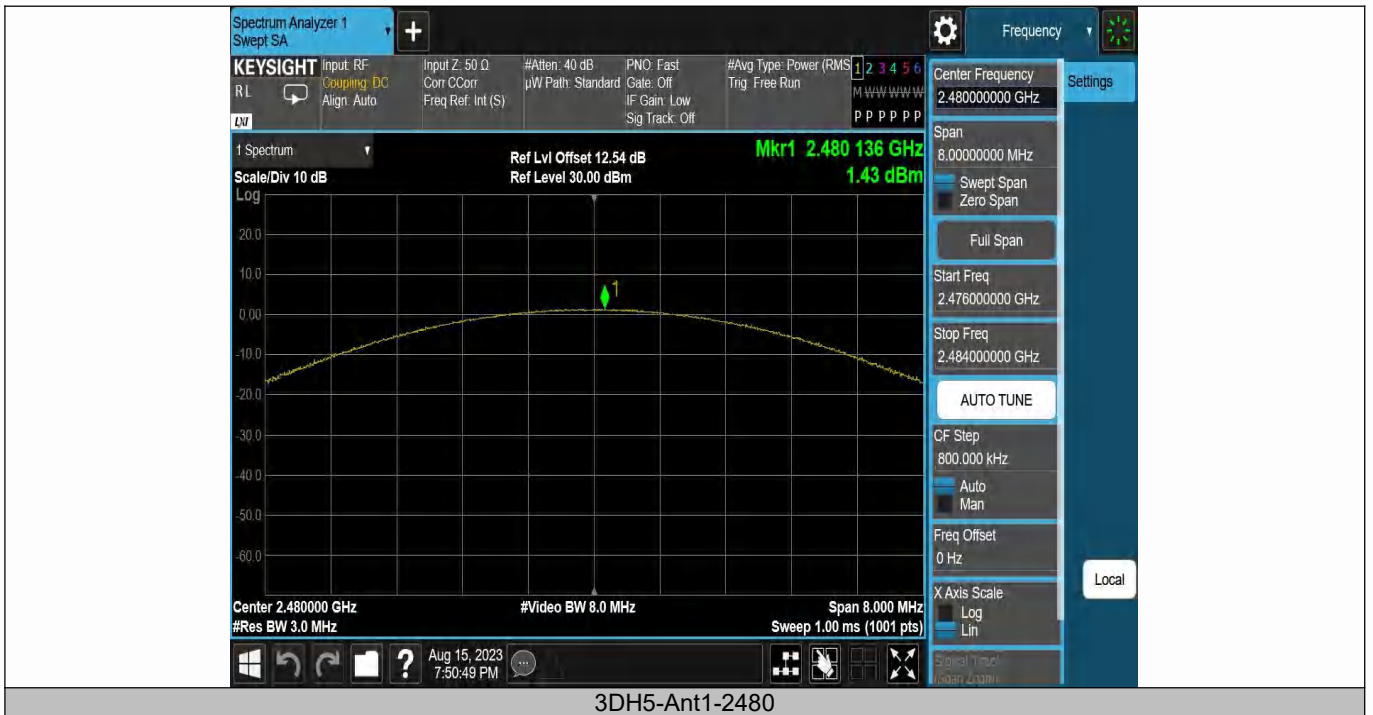 Spectrum Analyzer 1
Swept SA
Frequency
KEYSIGHT
RL
LXI
Input: RF
Coupling: DC
Align: Auto
Input Z: 50 Ω
Corr CCorr
Freq Ref: Int (S)
#Atten: 40 dB
µW Path: Standard
PNO: Fast
Gate: Off
IF Gain: Low
Sig Track: Off
#Avg Type: Power (RMS
Trig: Free Run
1 2 3 4 5 6
M W W W W W
P P P P P P
1 Spectrum
Scale/Div 10 dB
Log
Ref Lvl Offset 12.54 dB
Ref Level 30.00 dBm
Mkr1 2.480 136 GHz
1.43 dBm
20.0
10.0
0.00
-10.0
-20.0
-30.0
-40.0
-50.0
-60.0
1
Center 2.480000 GHz
#Res BW 3.0 MHz
#Video BW 8.0 MHz
Span 8.000 MHz
Sweep 1.00 ms (1001 pts)
Center Frequency
2.480000000 GHz
Settings
Span
8.00000000 MHz
Swept Span
Zero Span
Full Span
Start Freq
2.476000000 GHz
Stop Freq
2.484000000 GHz
AUTO TUNE
CF Step
800.000 kHz
Auto
Man
Freq Offset
0 Hz
X Axis Scale
Log
Lin
Signal Track
(Span Zoom)
Local
?
Aug 15, 2023
7:50:49 PM
3DH5-Ant1-2480